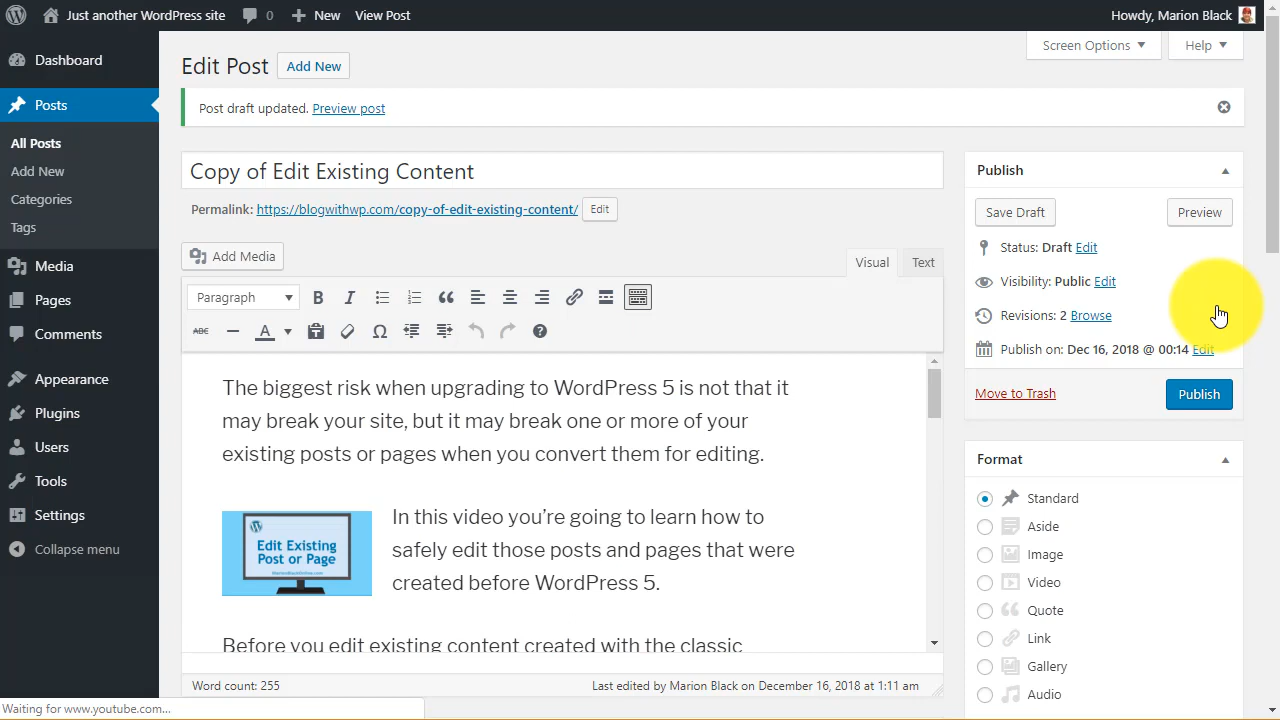 Just another WordPress site 0 New View Post Howdy, Marion Black
Dashboard
Posts
All Posts
Add New
Categories
Tags
Media
Pages
Comments
Appearance
Plugins
Users
Tools
Settings
Collapse menu
Screen Options Help
Edit Post Add New
Post draft updated. Preview post
Copy of Edit Existing Content
Permalink: https://blogwithwp.com/copy-of-edit-existing-content/ Edit
Add Media
Visual Text
Paragraph
B I
ABC A
The biggest risk when upgrading to WordPress 5 is not that it
may break your site, but it may break one or more of your
existing posts or pages when you convert them for editing.
Edit Existing
Post or Page
MarionBlackOnline.com
In this video you’re going to learn how to
safely edit those posts and pages that were
created before WordPress 5.
Before you edit existing content created with the classic
Word count: 255 Last edited by Marion Black on December 16, 2018 at 1:11 am
Publish
Save Draft Preview
Status: Draft Edit
Visibility: Public Edit
Revisions: 2 Browse
Publish on: Dec 16, 2018 @ 00:14 Edit
Move to Trash Publish
Format
Standard
Aside
Image
Video
Quote
Link
Gallery
Audio
Waiting for www.youtube.com...